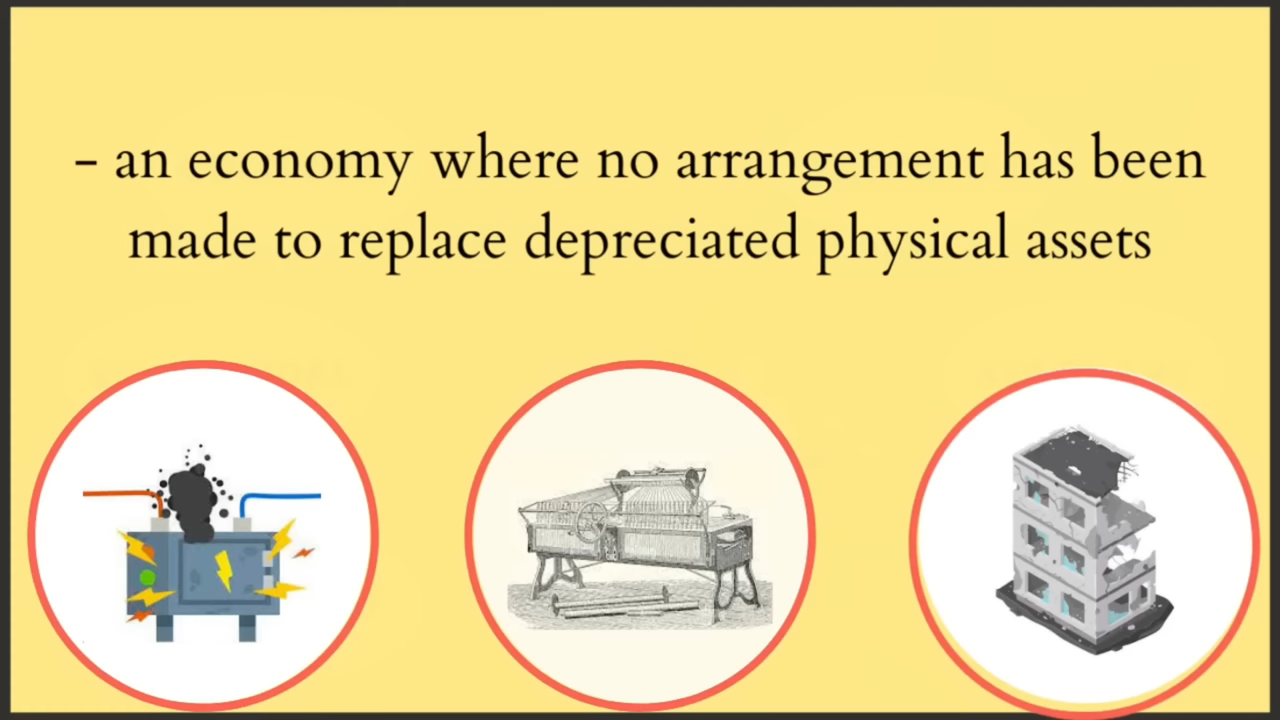 - an economy where no arrangement has been
made to replace depreciated physical assets